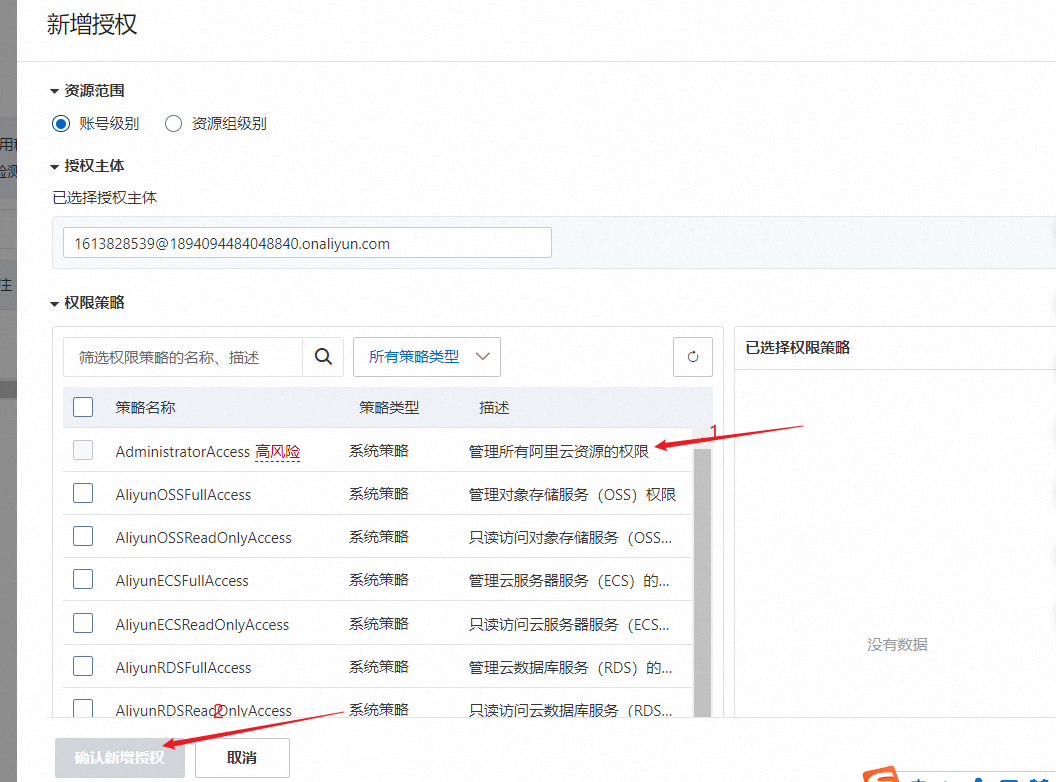 新增授权
资源范围
账号级别 资源组级别
授权主体
已选择授权主体
1613828539@1894094484048840.onaliyun.com
权限策略
筛选权限策略的名称、描述 所有策略类型 已选择权限策略
策略名称 策略类型 描述
1
AdministratorAccess 高风险 系统策略 管理所有阿里云资源的权限
AliyunOSSFullAccess 系统策略 管理对象存储服务（OSS）权限
AliyunOSSReadOnlyAccess 系统策略 只读访问对象存储服务（OSS...
AliyunECSFullAccess 系统策略 管理云服务器服务（ECS）的...
AliyunECSReadOnlyAccess 系统策略 只读访问云服务器服务（ECS...
没有数据
AliyunRDSFullAccess 系统策略 管理云数据库服务（RDS）的...
AliyunRDSReadOnlyAccess 系统策略 只读访问云数据库服务（RDS...
2
确认新增授权 取消